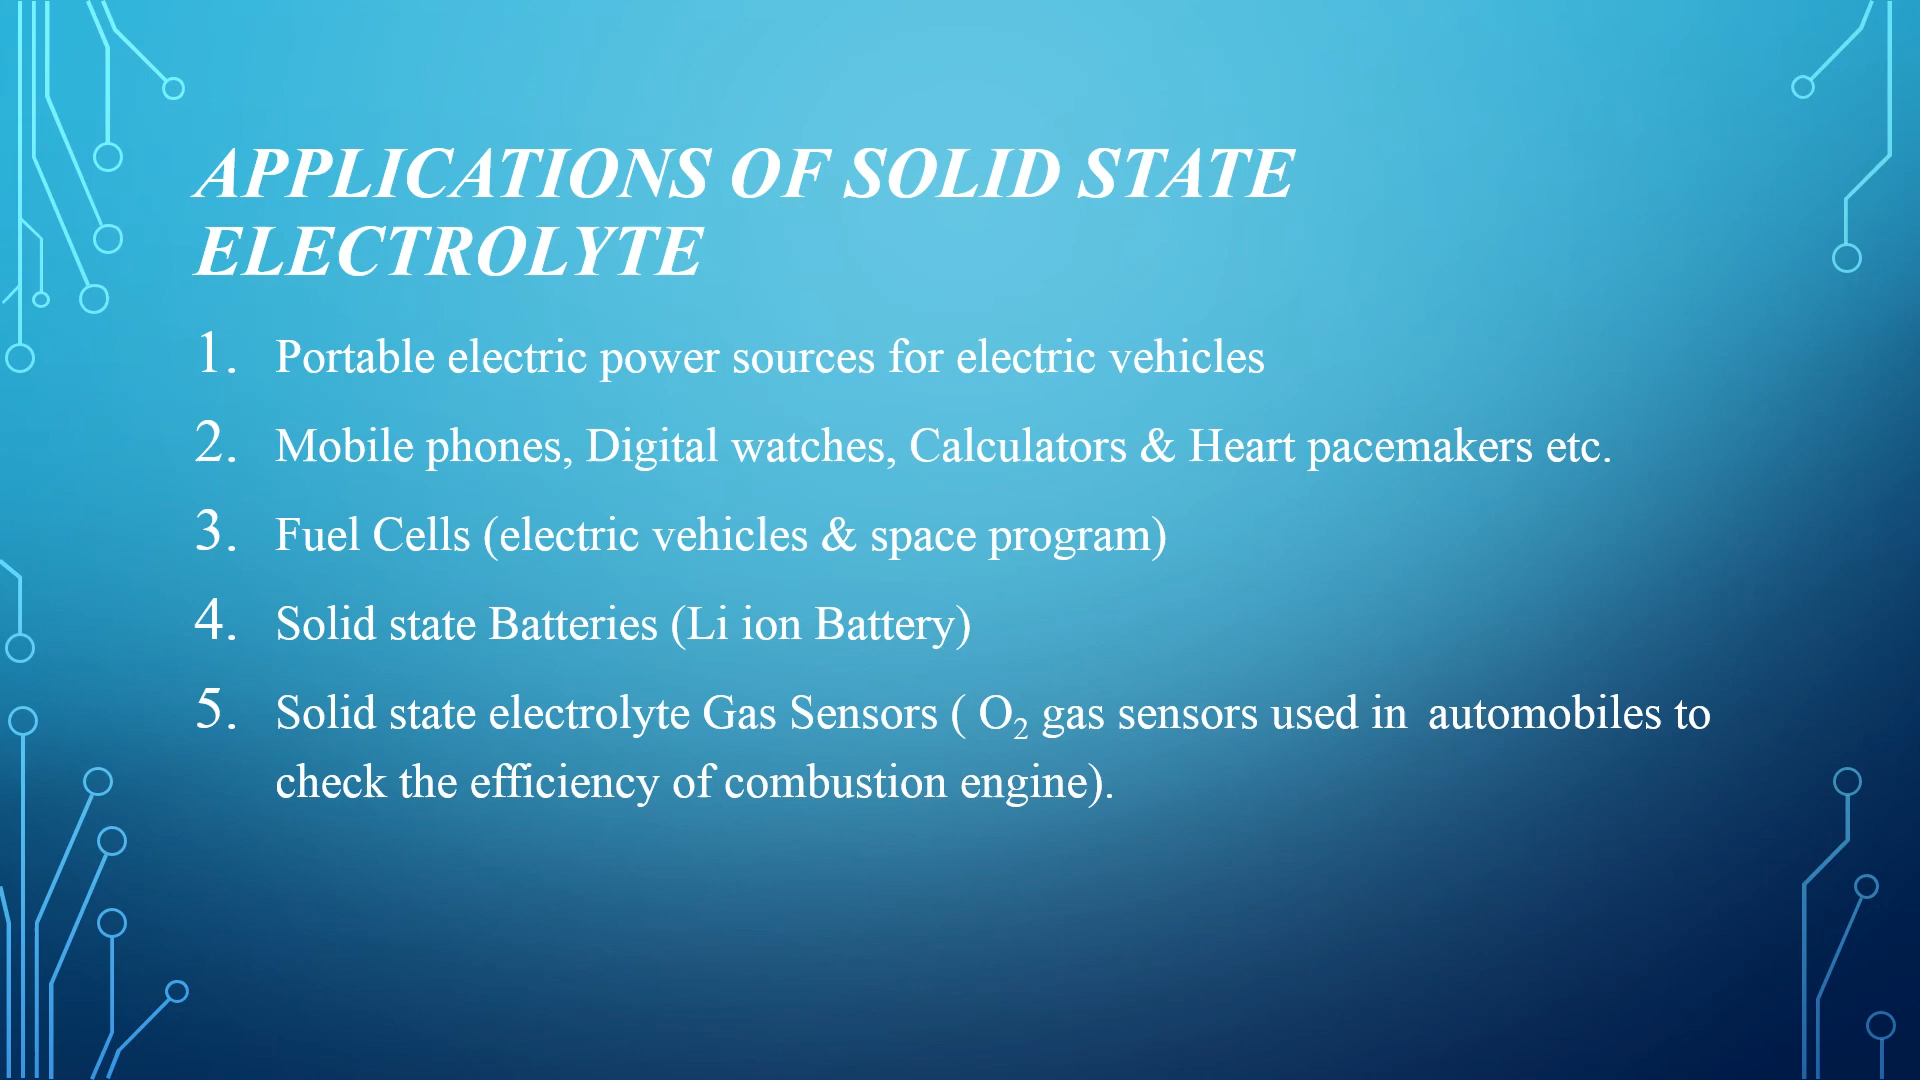 APPLICATIONS OF SOLID STATE
ELECTROLYTE
1. Portable electric power sources for electric vehicles
2. Mobile phones, Digital watches, Calculators & Heart pacemakers etc.
3. Fuel Cells (electric vehicles & space program)
4. Solid state Batteries (Li ion Battery)
5. Solid state electrolyte Gas Sensors ( O₂ gas sensors used in automobiles to
check the efficiency of combustion engine).